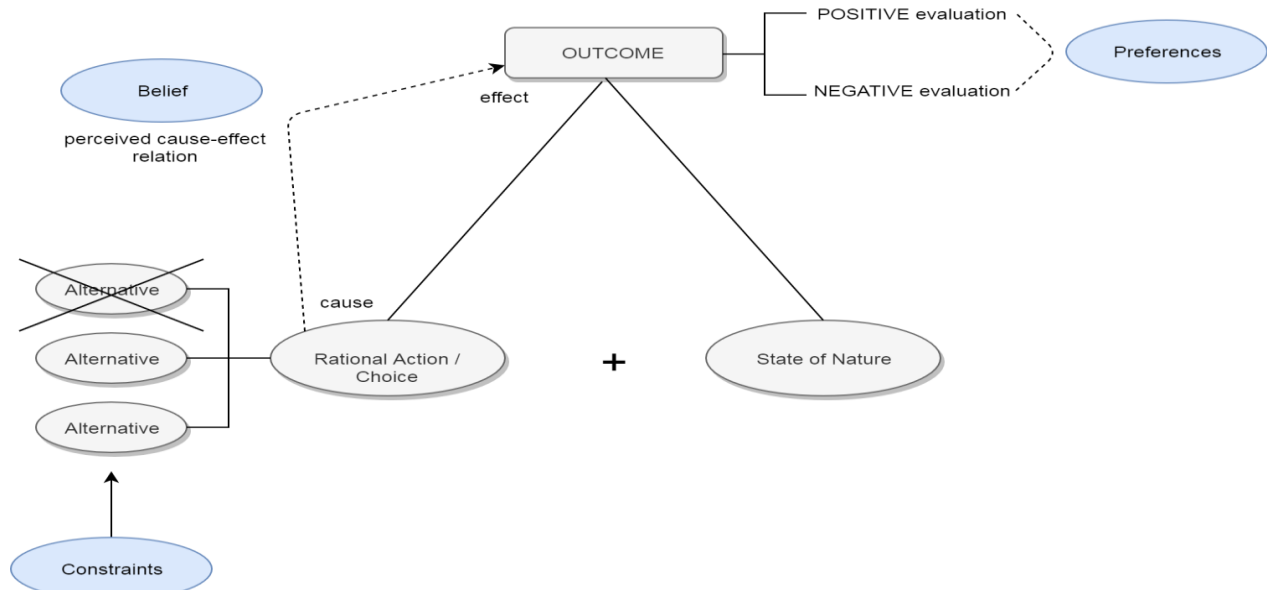 POSITIVE evaluation
OUTCOME
Preferences
Belief
NEGATIVE evaluation
effect
perceived cause-effect
relation
Alternative
cause
Alternative
Rational Action /
Choice
+
State of Nature
Alternative
Constraints